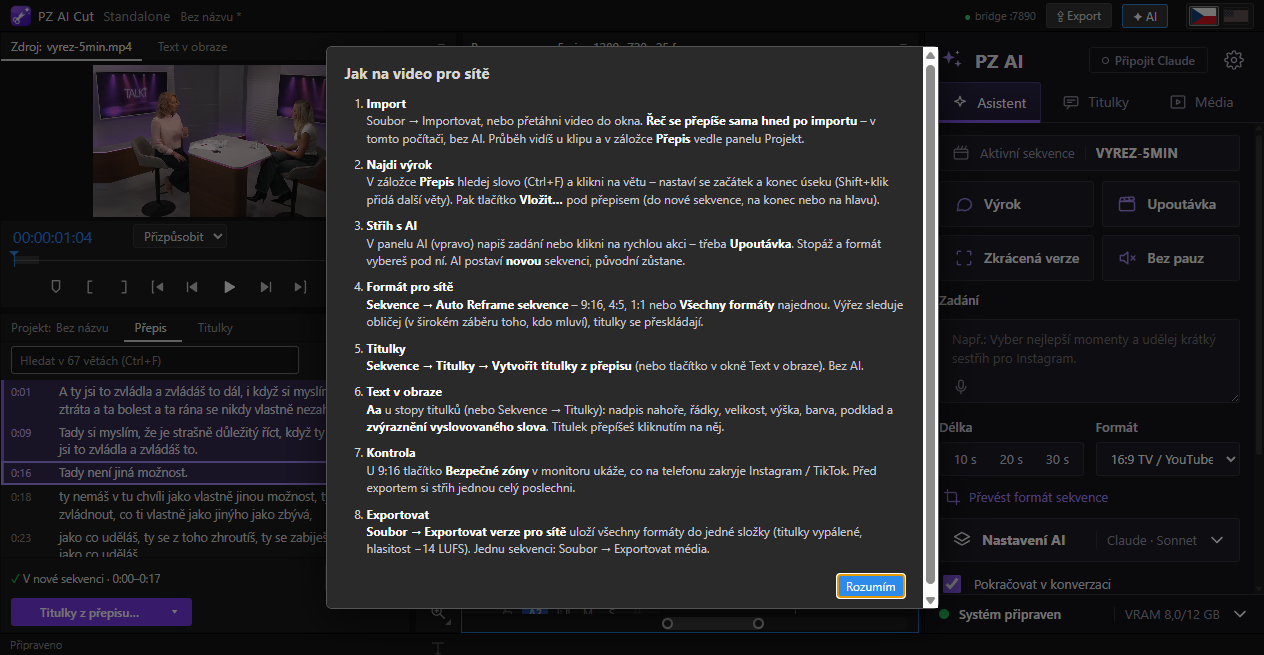 PZ AI Cut Standalone Bez názvu *
bridge :7890
Export
AI
Zdroj: vyrez-5min.mp4
Text v obraze
TALK
00:00:01:04
Přizpůsobit
Projekt: Bez názvu
Přepis
Titulky
Hledat v 67 větách (Ctrl+F)
0:01 A ty jsi to zvládla a zvládáš to dál, i když si myslím
ztráta a ta bolest a ta rána se nikdy vlastně
0:09 Tady si myslím, že je strašně důležitý říct, když ty
jsi to zvládla a zvládáš to.
0:16 Tady není jiná možnost.
0:18 ty nemáš v tu chvíli jako vlastně jinou možnost,
zvládnout, co ti vlastně jako jinýho jako zbývá,
0:23 jako co uděláš, ty se z toho zhroutíš, ty se zabiješ
jako co uděláš.
✓ V nové sekvenci · 0:00–0:17
Titulky z přepisu...
Připraveno
Jak na video pro sítě
1. Import
Soubor → Importovat, nebo přetáhni video do okna. Řeč se přepíše sama hned po importu – v
tomto počítači, bez AI. Průběh vidíš u klipu a v záložce Přepis vedle panelu Projekt.
2. Najdi výrok
V záložce Přepis hledej slovo (Ctrl+F) a klikni na větu – nastaví se začátek a konec úseku (Shift+klik
přidá další věty). Pak tlačítko Vložit... pod přepisem (do nové sekvence, na konec nebo na hlavu).
3. Střih s AI
V panelu AI (vpravo) napiš zadání nebo klikni na rychlou akci – třeba Upoutávka. Stopáž a formát
vybereš pod ní. AI postaví novou sekvenci, původní zůstane.
4. Formát pro sítě
Sekvence → Auto Reframe sekvence – 9:16, 4:5, 1:1 nebo Všechny formáty najednou. Výřez sleduje
obličej (v širokém záběru toho, kdo mluví), titulky se přeskládají.
5. Titulky
Sekvence → Titulky → Vytvořit titulky z přepisu (nebo tlačítko v okně Text v obraze). Bez AI.
6. Text v obraze
Aa u stopy titulků (nebo Sekvence → Titulky): nadpis nahoře, řádky, velikost, výška, barva, podklad a
zvýraznění vyslovovaného slova. Titulek přepíšeš kliknutím na něj.
7. Kontrola
U 9:16 tlačítko Bezpečné zóny v monitoru ukáže, co na telefonu zakryje Instagram / TikTok. Před
exportem si střih jednou celý poslechni.
8. Exportovat
Soubor → Exportovat verze pro sítě uloží všechny formáty do jedné složky (titulky vypálené,
hlasitost −14 LUFS). Jednu sekvenci: Soubor → Exportovat média.
Rozumím
PZ AI
Připojit Claude
Asistent
Titulky
Média
Aktivní sekvence VYREZ-5MIN
Výrok
Upoutávka
Zkrácená verze
Bez pauz
Zadání
Např.: Vyber nejlepší momenty a udělej krátký
sestřih pro Instagram.
Délka
Formát
10 s 20 s 30 s
16:9 TV / YouTube
Převést formát sekvence
Nastavení AI
Claude · Sonnet
Pokračovat v konverzaci
Systém připraven
VRAM 8,0/12 GB